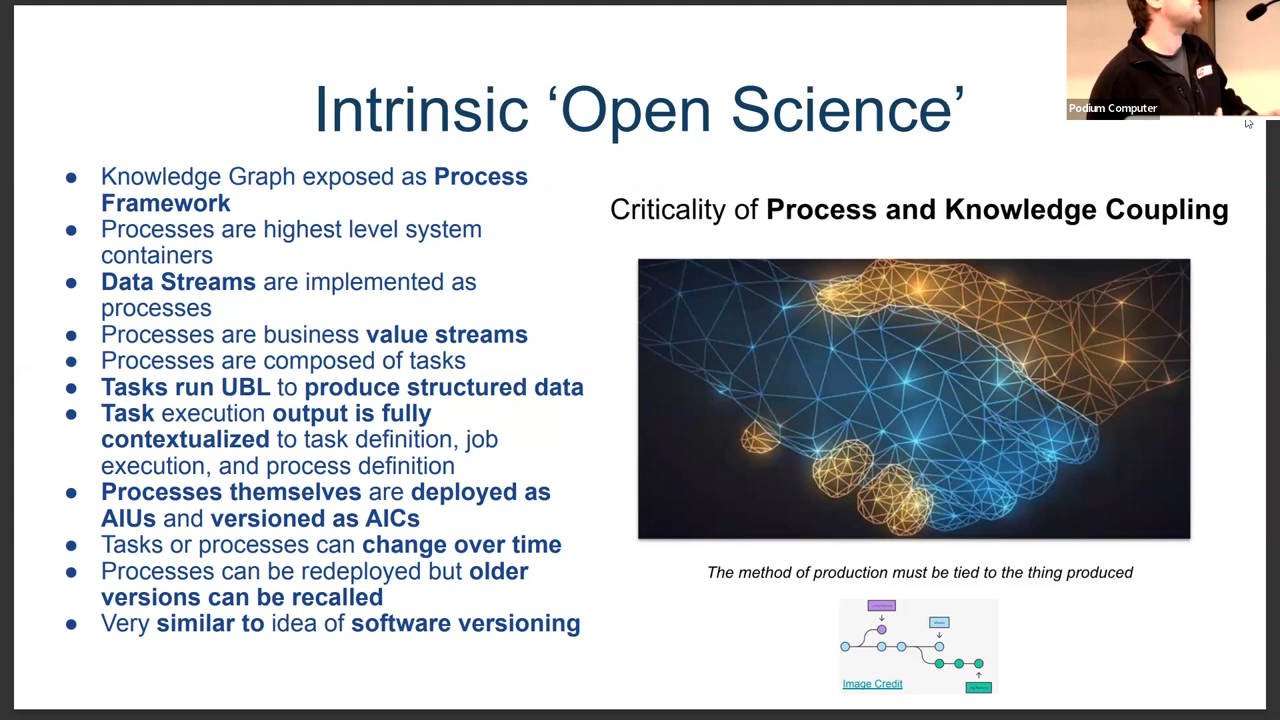 Intrinsic ‘Open Science’
● Knowledge Graph exposed as Process
Framework
● Processes are highest level system
containers
● Data Streams are implemented as
processes
● Processes are business value streams
● Processes are composed of tasks
● Tasks run UBL to produce structured data
● Task execution output is fully
contextualized to task definition, job
execution, and process definition
● Processes themselves are deployed as
AIUs and versioned as AICs
● Tasks or processes can change over time
● Processes can be redeployed but older
versions can be recalled
● Very similar to idea of software versioning
Criticality of Process and Knowledge Coupling
The method of production must be tied to the thing produced
Image Credit
Podium Computer